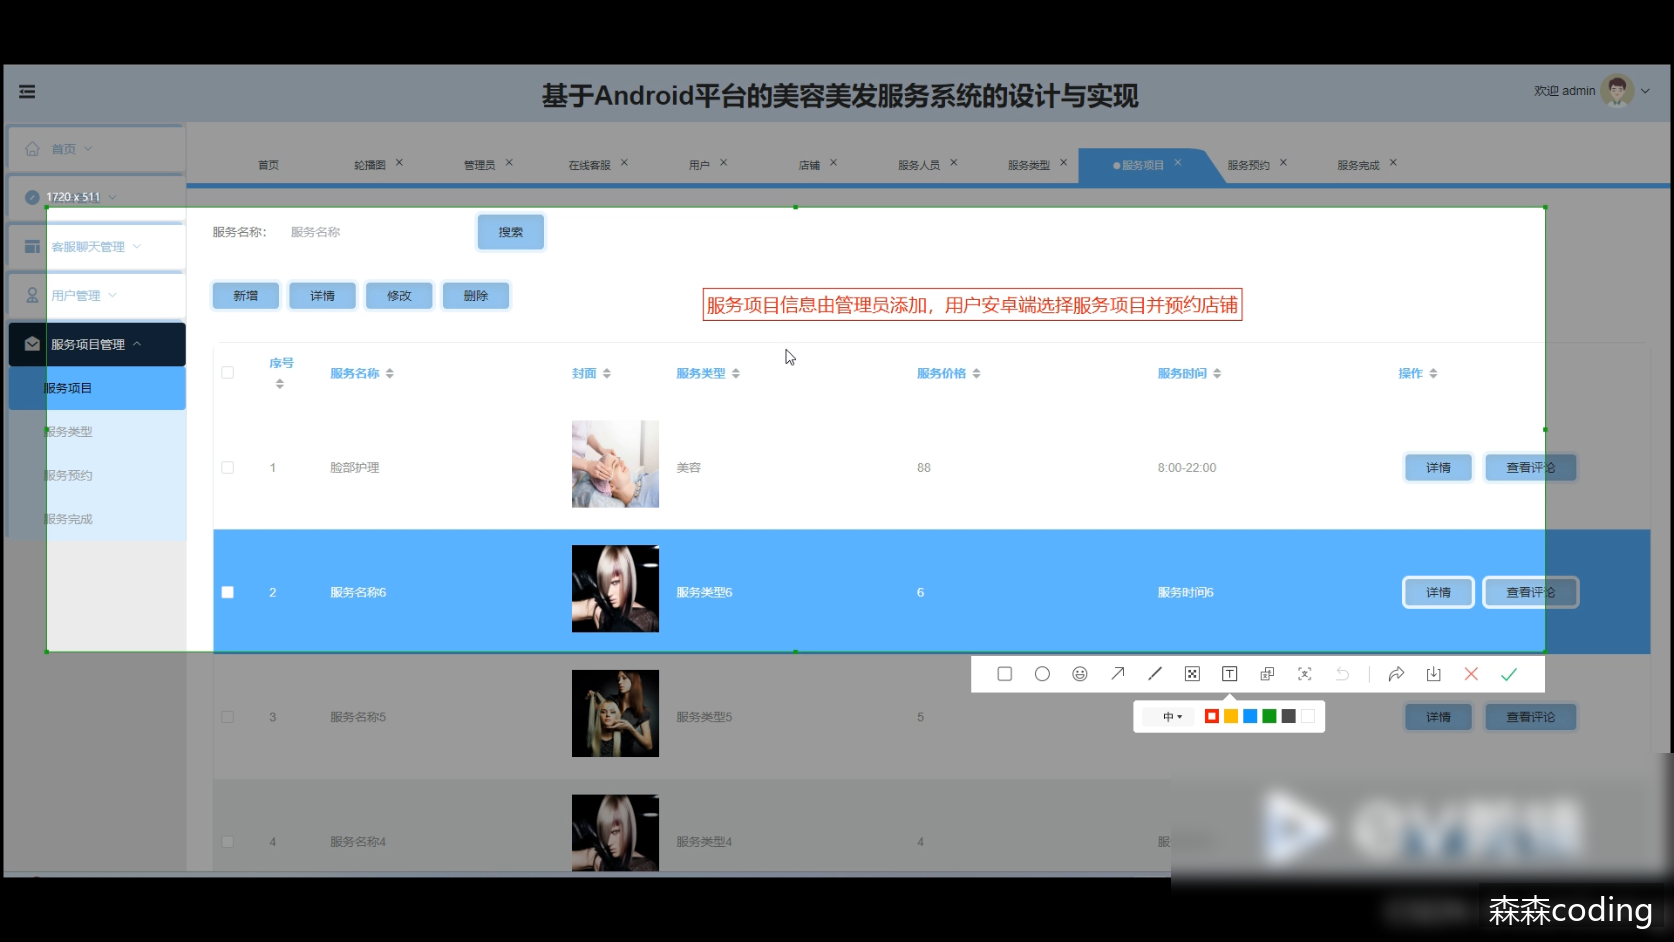 基于Android平台的美容美发服务系统的设计与实现
欢迎 admin
首页
首页 轮播图 管理员 在线客服 用户 店铺 服务人员 服务类型 服务项目 服务预约 服务完成
1720 x 511
客服聊天管理
用户管理
服务项目管理
服务项目
服务类型
服务预约
服务完成
服务名称: 服务名称 搜索
新增 详情 修改 删除
服务项目信息由管理员添加，用户安卓端选择服务项目并预约店铺
序号 服务名称 封面 服务类型 服务价格 服务时间 操作
1 脸部护理 美容 88 8:00-22:00 详情 查看评论
2 服务名称6 服务类型6 6 服务时间6 详情 查看评论
中
3 服务名称5 服务类型5 5 详情 查看评论
4 服务名称4 服务类型4 4 服
森森coding